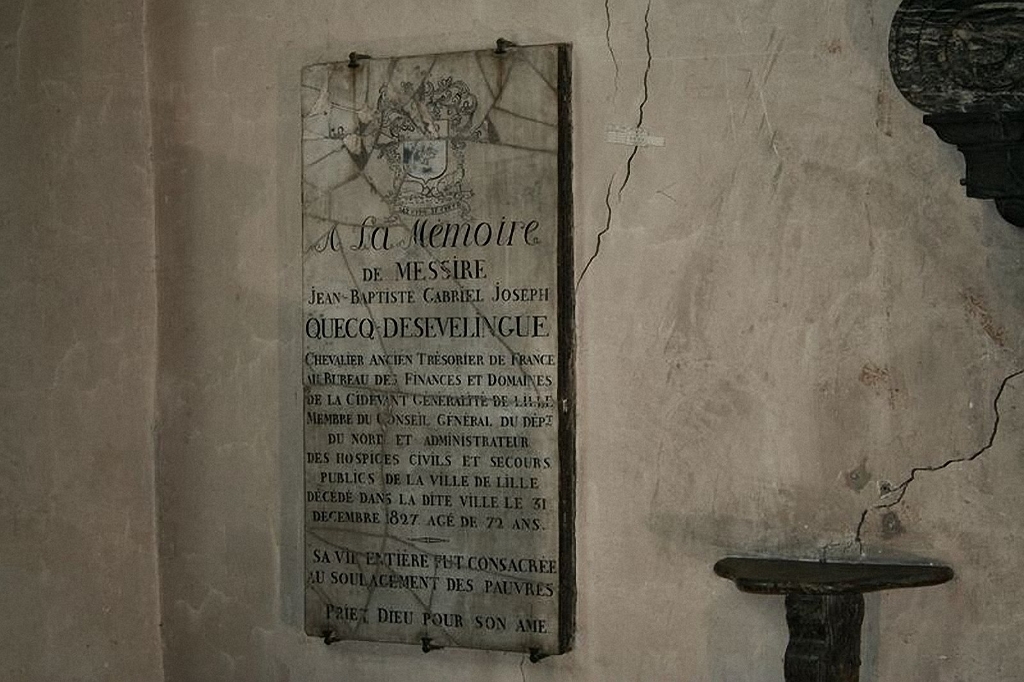 A La Mémoire
DE MESSIRE
JEAN-BAPTISTE GABRIEL JOSEPH
QUECQ-DESEVELINGUE
CHEVALIER ANCIEN TRÉSORIER DE FRANCE
AU BUREAU DES FINANCES ET DOMAINES
DE LA CIDEVANT GÉNÉRALITÉ DE LILLE
MEMBRE DU CONSEIL GÉNÉRAL DU DÉPT
DU NORD ET ADMINISTRATEUR
DES HOSPICES CIVILS ET SECOURS
PUBLICS DE LA VILLE DE LILLE
DÉCÉDÉ DANS LA DITE VILLE LE 31
DECEMBRE 1827 AGÉ DE 72 ANS.
SA VIE ENTIÈRE FUT CONSACRÉE
AU SOULAGEMENT DES PAUVRES
PRIEZ DIEU POUR SON AME